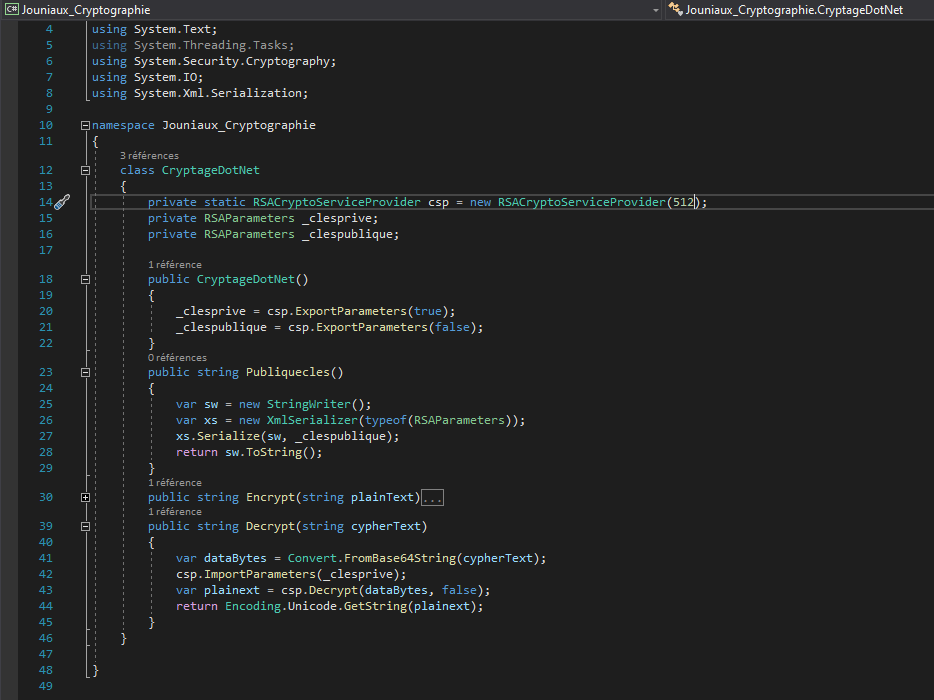 C# Jouniaux_Cryptographie Jouniaux_Cryptographie.CryptageDotNet
4 using System.Text;
5 using System.Threading.Tasks;
6 using System.Security.Cryptography;
7 using System.IO;
8 using System.Xml.Serialization;
9
10 namespace Jouniaux_Cryptographie
11 {
3 références
12 class CryptageDotNet
13 {
14 private static RSACryptoServiceProvider csp = new RSACryptoServiceProvider(512);
15 private RSAParameters _clesprive;
16 private RSAParameters _clespublique;
17
1 référence
18 public CryptageDotNet()
19 {
20 _clesprive = csp.ExportParameters(true);
21 _clespublique = csp.ExportParameters(false);
22 }
0 références
23 public string Publiquecles()
24 {
25 var sw = new StringWriter();
26 var xs = new XmlSerializer(typeof(RSAParameters));
27 xs.Serialize(sw, _clespublique);
28 return sw.ToString();
29 }
1 référence
30 public string Encrypt(string plainText)...
1 référence
39 public string Decrypt(string cypherText)
40 {
41 var dataBytes = Convert.FromBase64String(cypherText);
42 csp.ImportParameters(_clesprive);
43 var plainext = csp.Decrypt(dataBytes, false);
44 return Encoding.Unicode.GetString(plainext);
45 }
46 }
47
48 }
49